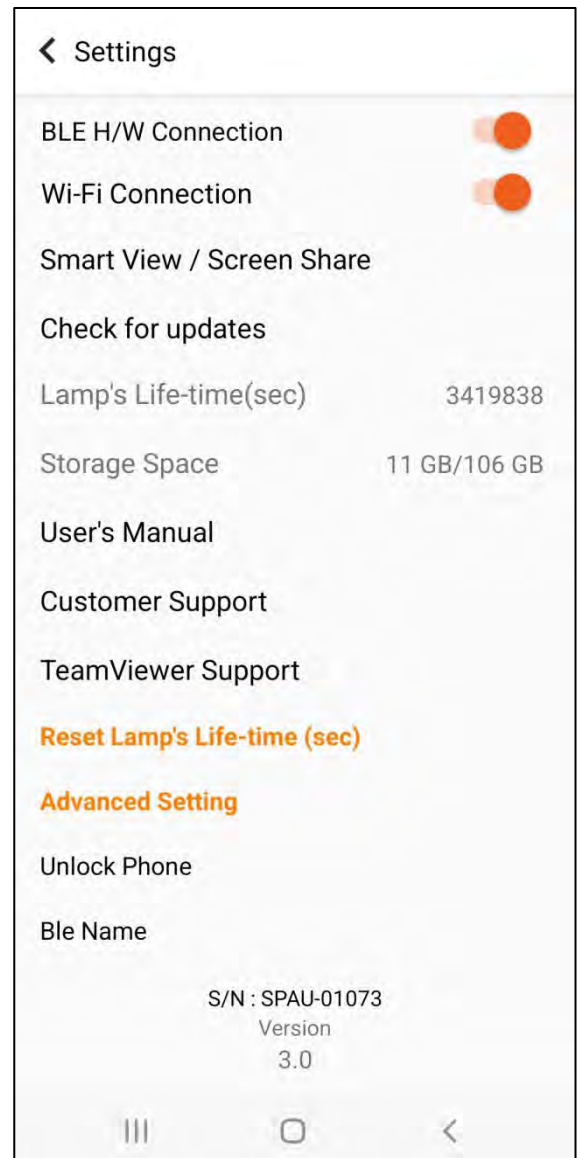 Settings
BLE H/W Connection
Wi-Fi Connection
Smart View / Screen Share
Check for updates
Lamp's Life-time(sec) 3419838
Storage Space 11 GB/106 GB
User's Manual
Customer Support
TeamViewer Support
Reset Lamp's Life-time (sec)
Advanced Setting
Unlock Phone
Ble Name
S/N : SPAU-01073
Version
3.0